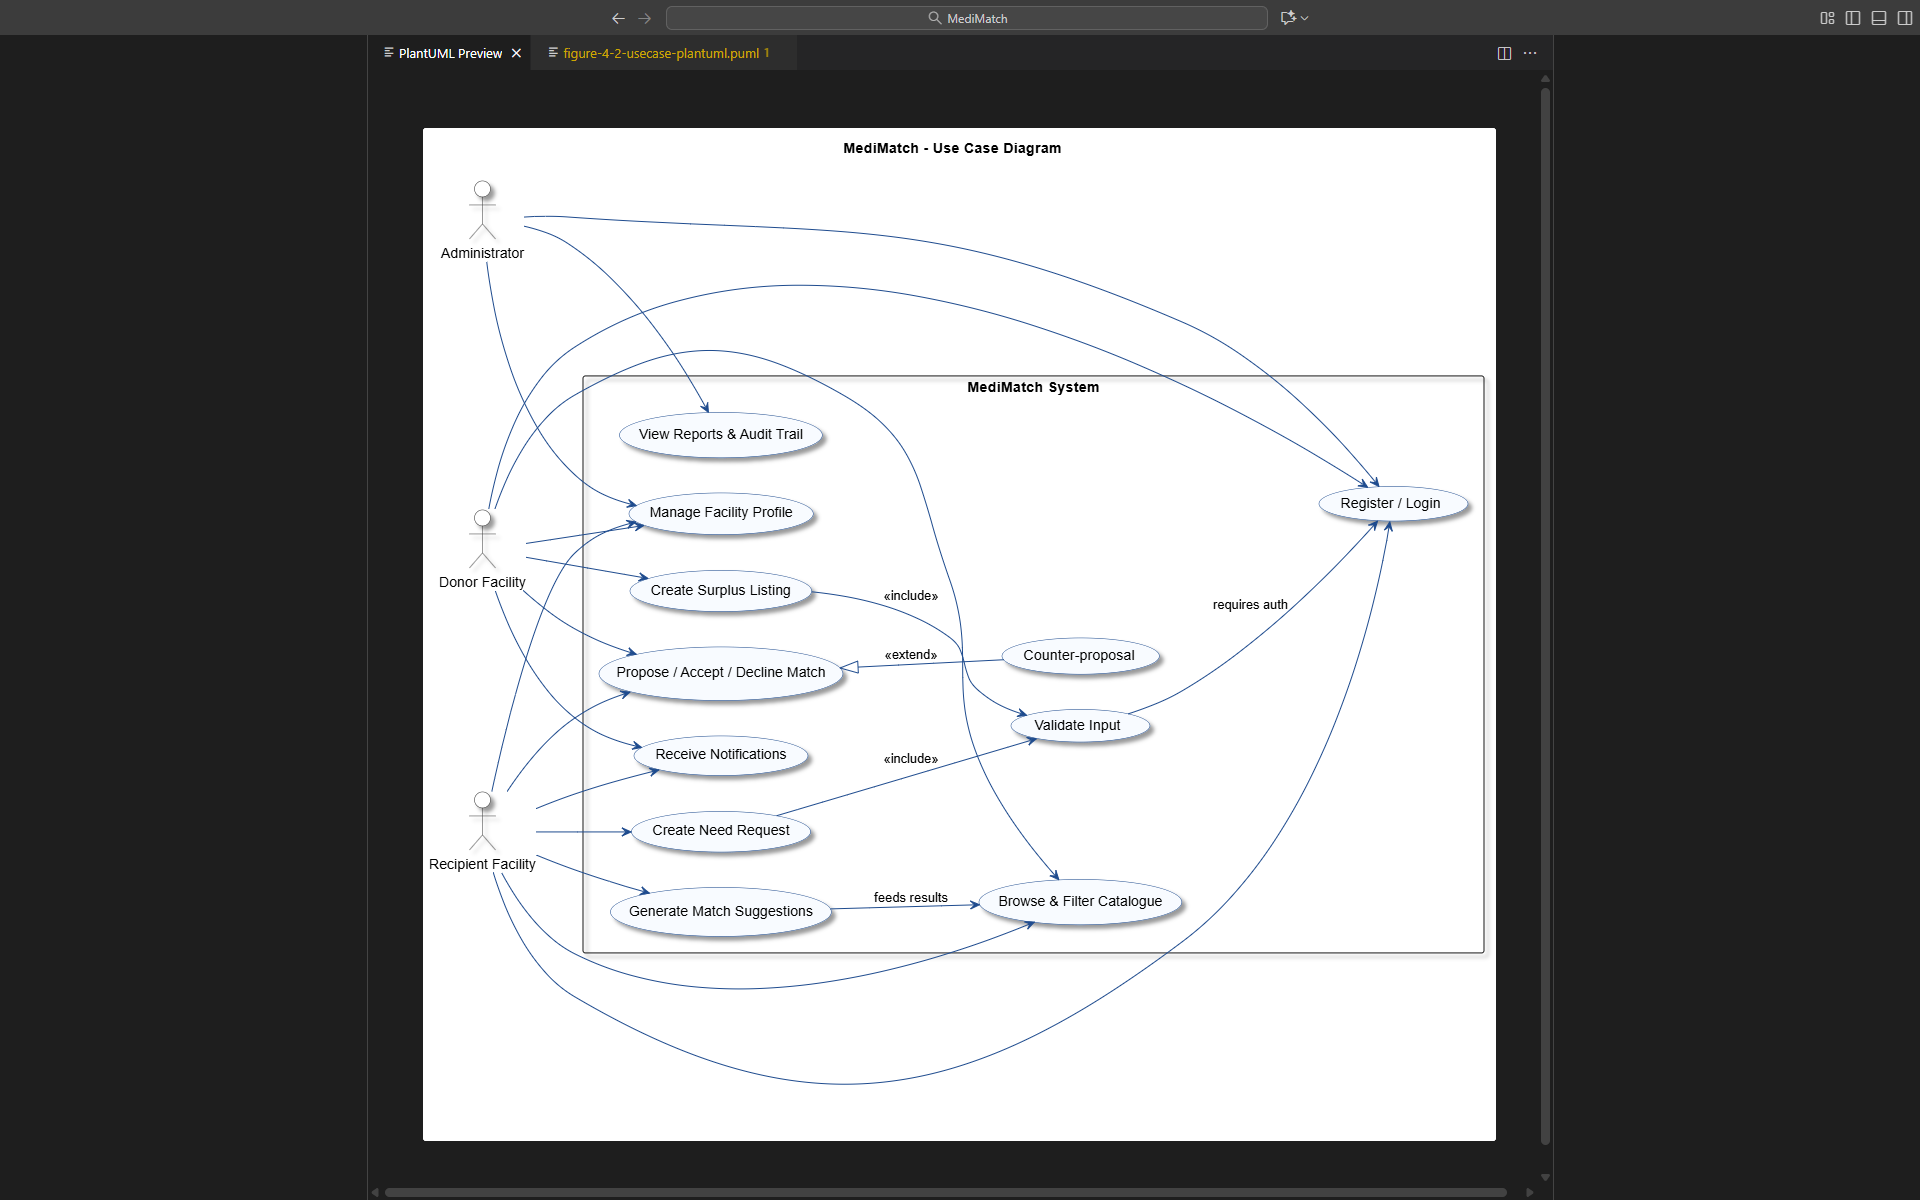 MediMatch
PlantUML Preview
figure-4-2-usecase-plantuml.puml 1
MediMatch - Use Case Diagram
Administrator
MediMatch System
View Reports & Audit Trail
Register / Login
Manage Facility Profile
Donor Facility
Create Surplus Listing
«include»
requires auth
Propose / Accept / Decline Match
«extend»
Counter-proposal
Validate Input
Receive Notifications
«include»
Create Need Request
Recipient Facility
Generate Match Suggestions
feeds results
Browse & Filter Catalogue